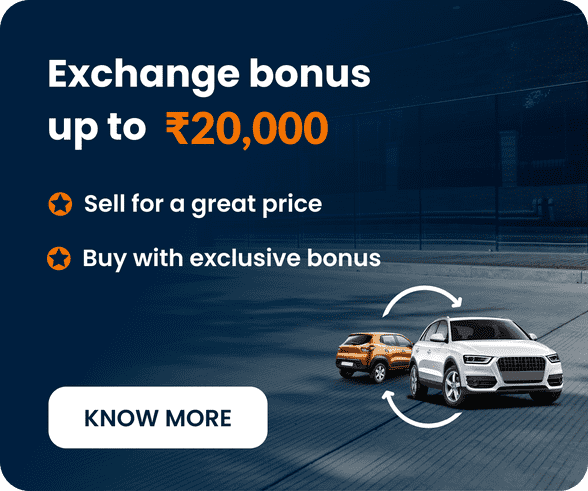 Exchange bonus
up to ₹20,000
Sell for a great price
Buy with exclusive bonus
KNOW MORE